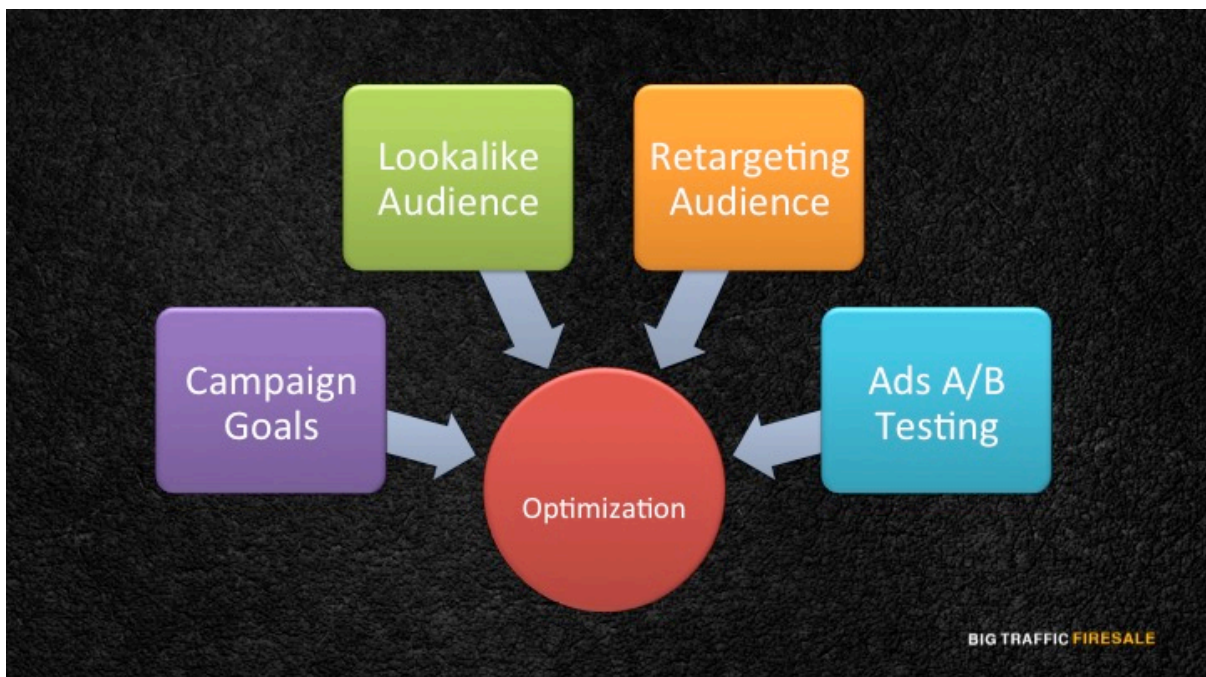 Lookalike
Audience
Retargeting
Audience
Campaign
Goals
Ads A/B
Testing
Optimization
BIG TRAFFIC FIRESALE